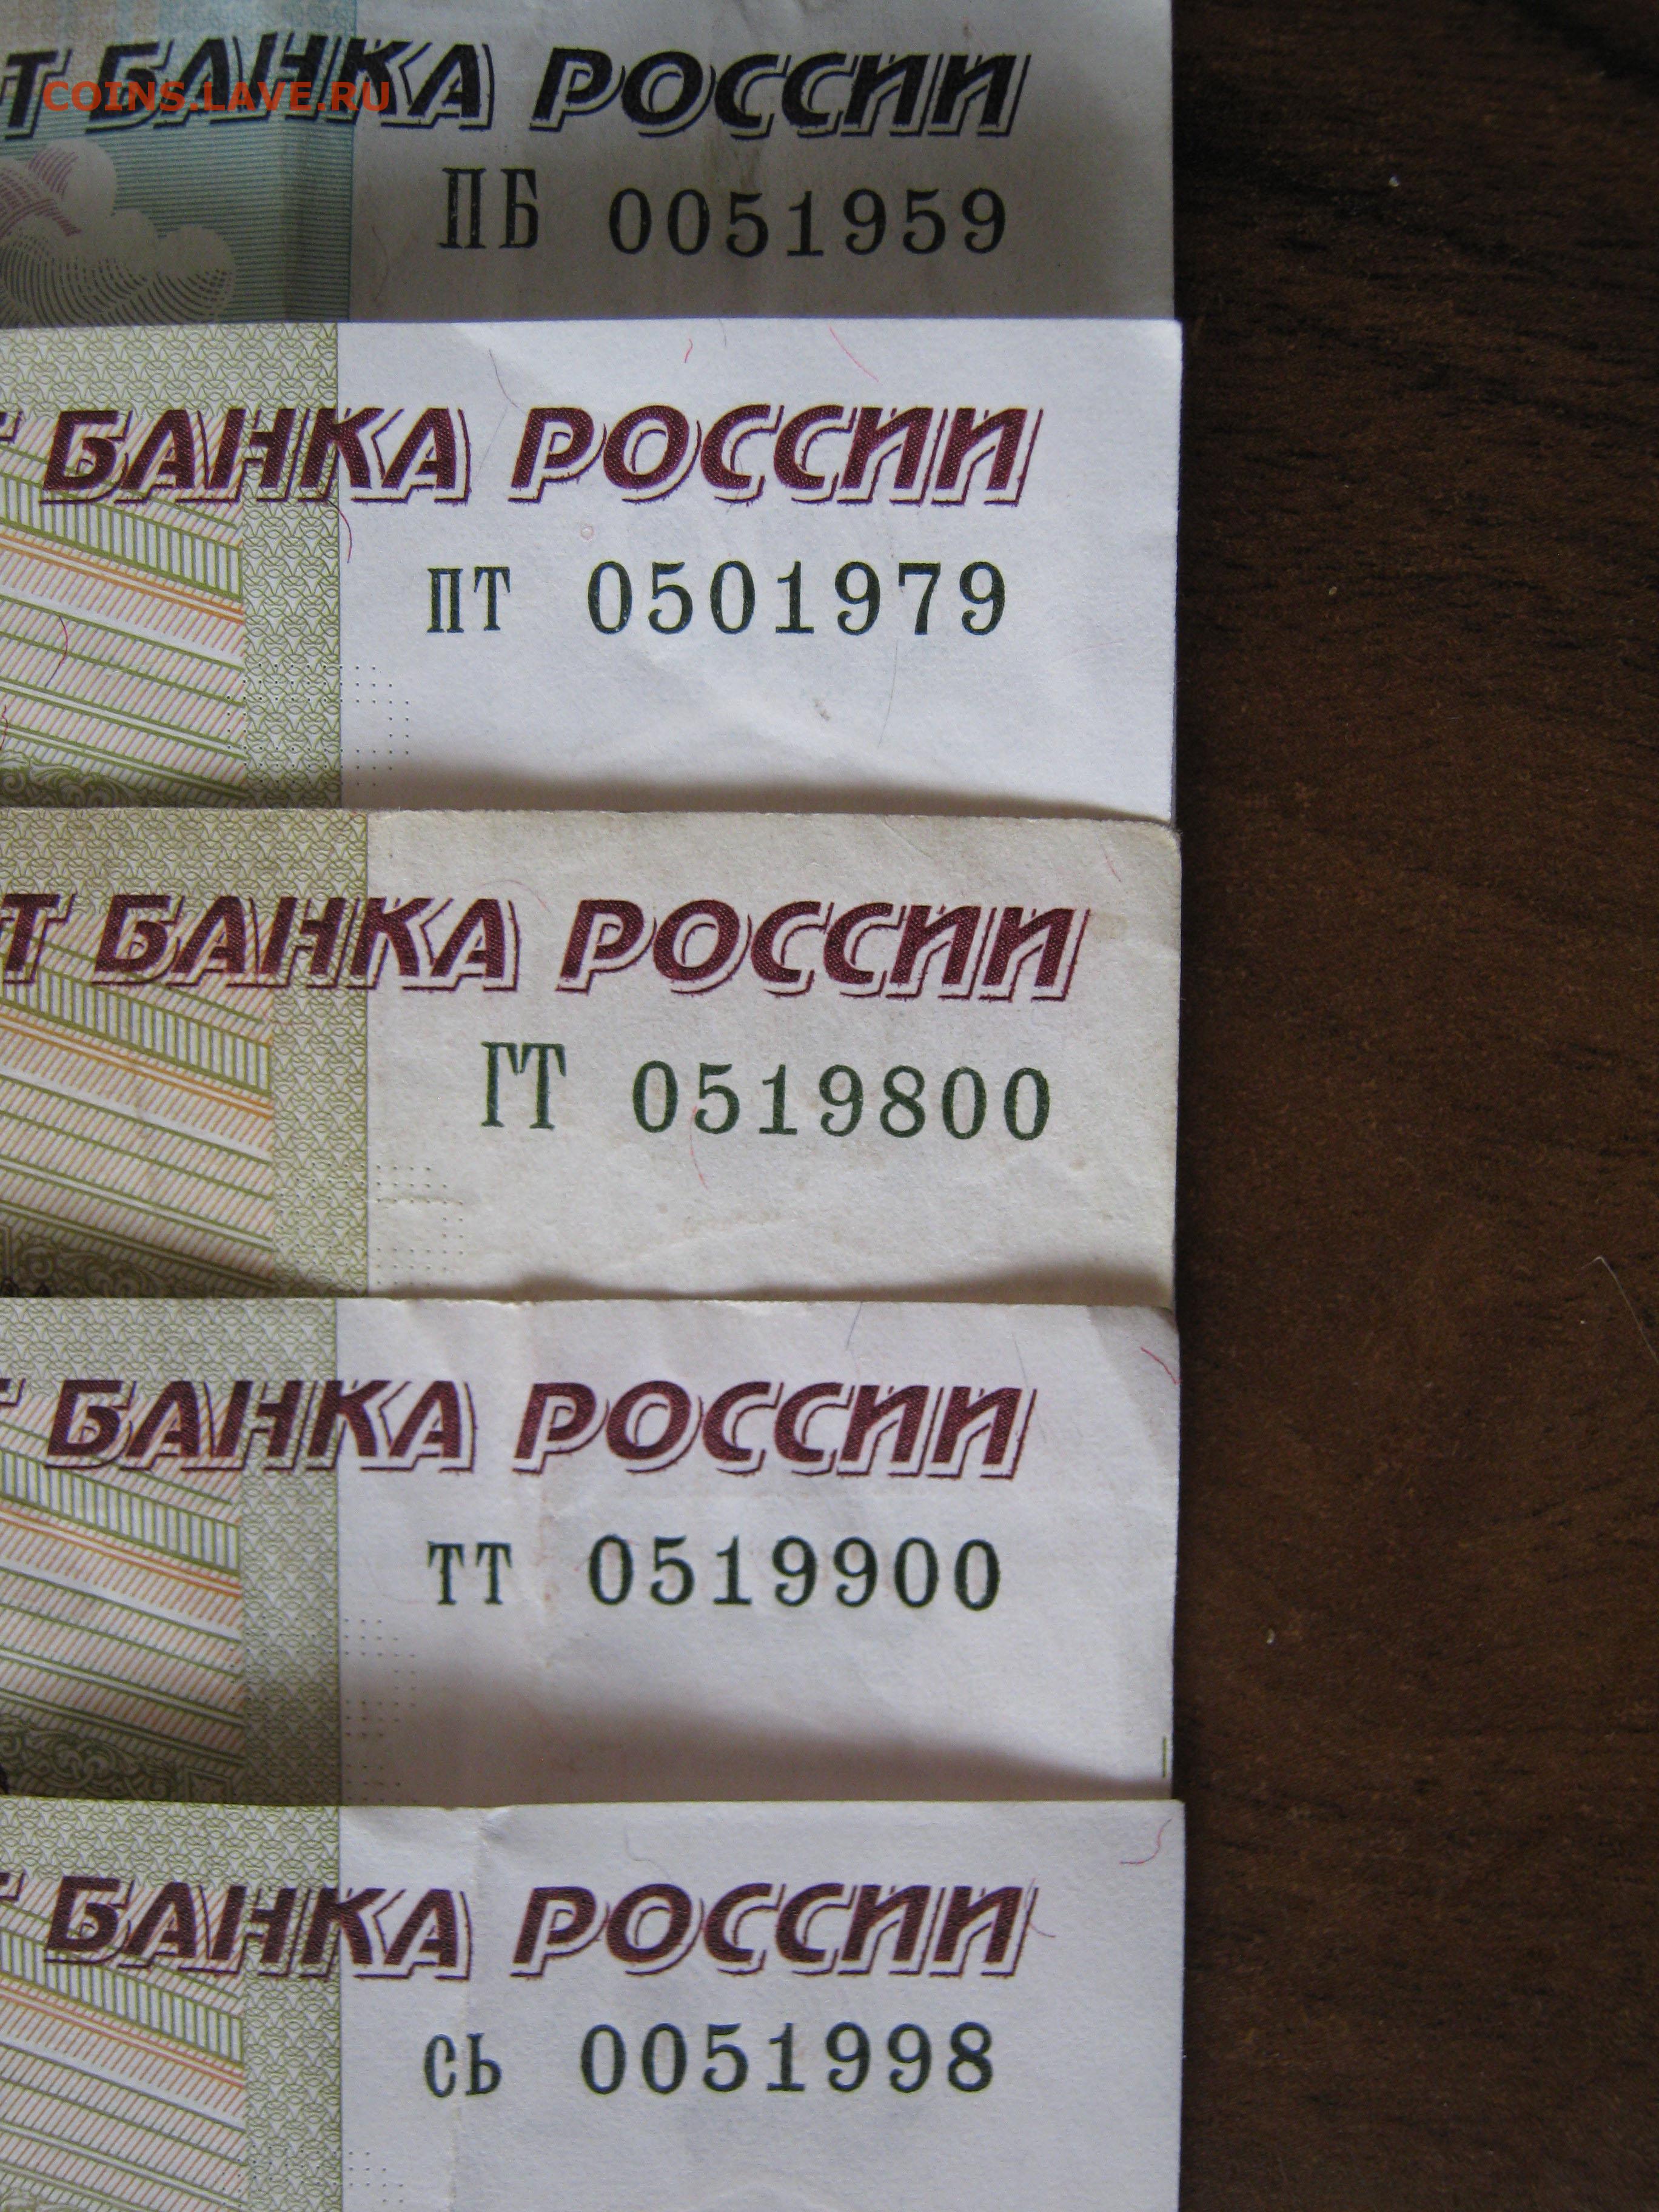 Т БАНКА РОССИИ
COINS.LAVE.RU
ПБ 0051959
Т БАНКА РОССИИ
ПТ 0501979
Т БАНКА РОССИИ
ГТ 0519800
Т БАНКА РОССИИ
ТТ 0519900
Т БАНКА РОССИИ
СЬ 0051998